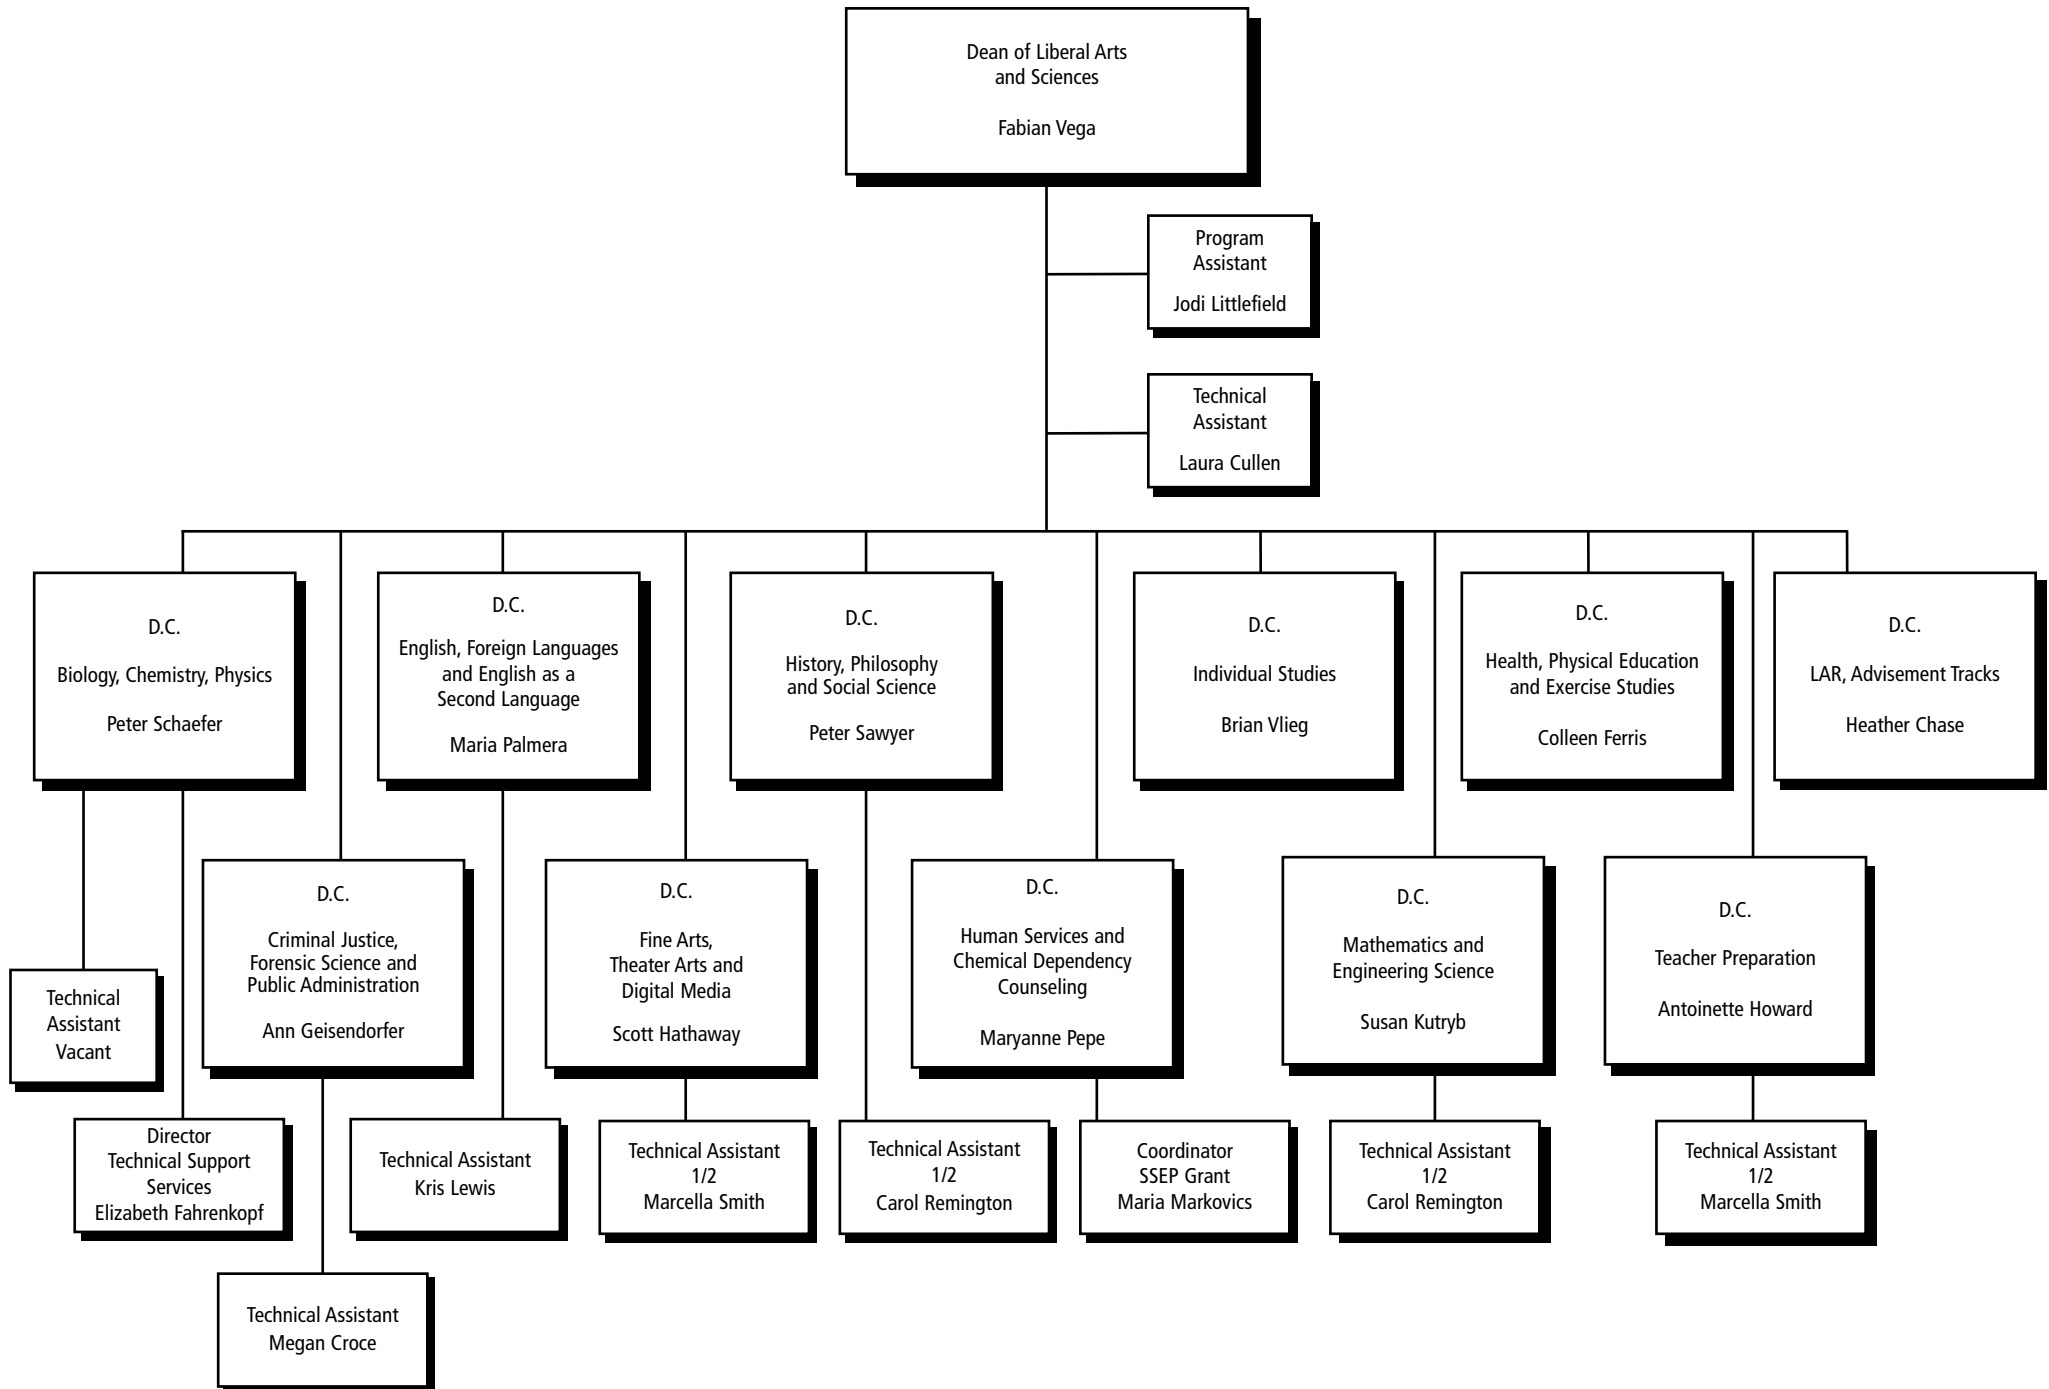 Dean of Liberal Arts
and Sciences
Fabian Vega
Program
Assistant
Jodi Littlefield
Technical
Assistant
Laura Cullen
D.C.
Biology, Chemistry, Physics
Peter Schaefer
D.C.
English, Foreign Languages
and English as a
Second Language
Maria Palmera
D.C.
History, Philosophy
and Social Science
Peter Sawyer
D.C.
Individual Studies
Brian Vlieg
D.C.
Health, Physical Education
and Exercise Studies
Colleen Ferris
D.C.
LAR, Advisement Tracks
Heather Chase
D.C.
Criminal Justice,
Forensic Science and
Public Administration
Ann Geisendorfer
D.C.
Fine Arts,
Theater Arts and
Digital Media
Scott Hathaway
D.C.
Human Services and
Chemical Dependency
Counseling
Maryanne Pepe
D.C.
Mathematics and
Engineering Science
Susan Kutryb
D.C.
Teacher Preparation
Antoinette Howard
Technical
Assistant
Vacant
Director
Technical Support
Services
Elizabeth Fahrenkopf
Technical Assistant
Kris Lewis
Technical Assistant
1/2
Marcella Smith
Technical Assistant
1/2
Carol Remington
Coordinator
SSEP Grant
Maria Markovics
Technical Assistant
1/2
Carol Remington
Technical Assistant
1/2
Marcella Smith
Technical Assistant
Megan Croce